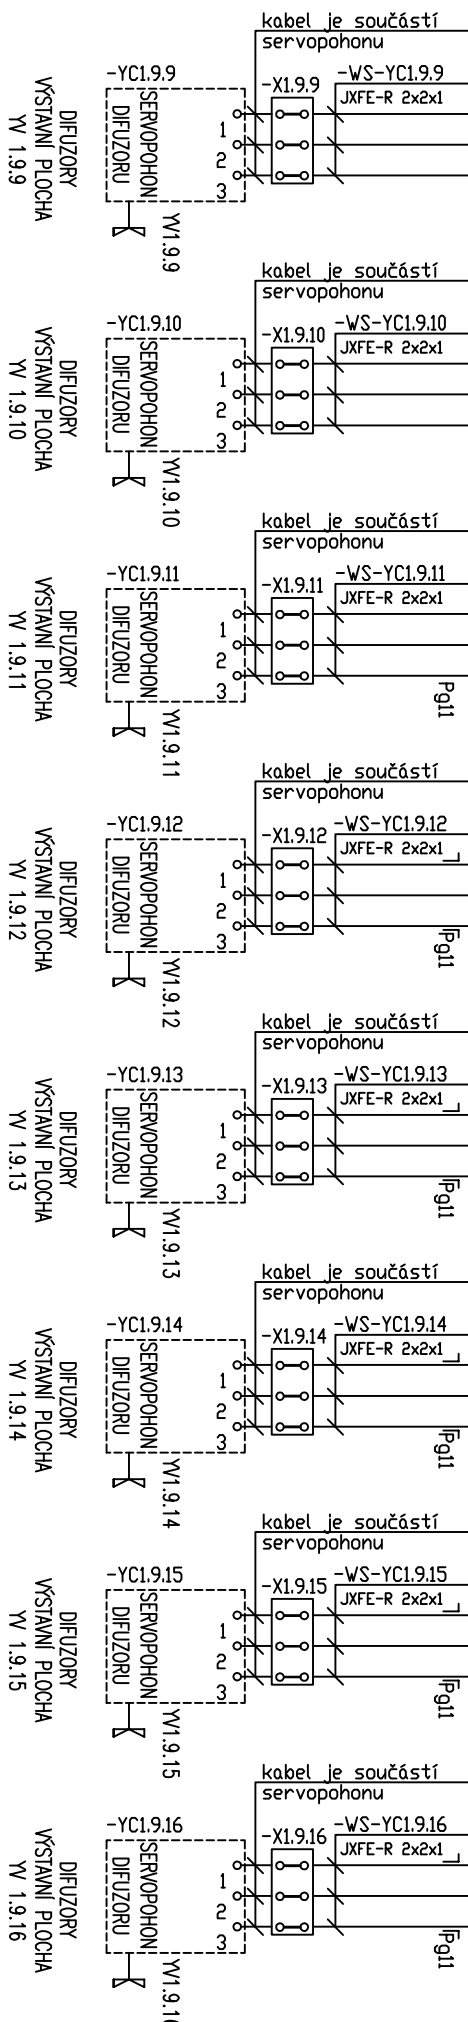 kabel je součástí
servopohonu
-YC1.9.9
-X1.9.9
-WS-YC1.9.9
JXFE-R 2x2x1
SERVOPOHON
DIFUZORU
1
2
3
YV1.9.9
DIFUZORY
VÝSTAVNÍ PLOCHA
YV 1.9.9
kabel je součástí
servopohonu
-YC1.9.10
-X1.9.10
-WS-YC1.9.10
JXFE-R 2x2x1
SERVOPOHON
DIFUZORU
1
2
3
YV1.9.10
DIFUZORY
VÝSTAVNÍ PLOCHA
YV 1.9.10
kabel je součástí
servopohonu
-YC1.9.11
-X1.9.11
-WS-YC1.9.11
JXFE-R 2x2x1
Pg11
SERVOPOHON
DIFUZORU
1
2
3
YV1.9.11
DIFUZORY
VÝSTAVNÍ PLOCHA
YV 1.9.11
kabel je součástí
servopohonu
-YC1.9.12
-X1.9.12
-WS-YC1.9.12
JXFE-R 2x2x1
Pg11
SERVOPOHON
DIFUZORU
1
2
3
YV1.9.12
DIFUZORY
VÝSTAVNÍ PLOCHA
YV 1.9.12
kabel je součástí
servopohonu
-YC1.9.13
-X1.9.13
-WS-YC1.9.13
JXFE-R 2x2x1
Pg11
SERVOPOHON
DIFUZORU
1
2
3
YV1.9.13
DIFUZORY
VÝSTAVNÍ PLOCHA
YV 1.9.13
kabel je součástí
servopohonu
-YC1.9.14
-X1.9.14
-WS-YC1.9.14
JXFE-R 2x2x1
Pg11
SERVOPOHON
DIFUZORU
1
2
3
YV1.9.14
DIFUZORY
VÝSTAVNÍ PLOCHA
YV 1.9.14
kabel je součástí
servopohonu
-YC1.9.15
-X1.9.15
-WS-YC1.9.15
JXFE-R 2x2x1
Pg11
SERVOPOHON
DIFUZORU
1
2
3
YV1.9.15
DIFUZORY
VÝSTAVNÍ PLOCHA
YV 1.9.15
kabel je součástí
servopohonu
-YC1.9.16
-X1.9.16
-WS-YC1.9.16
JXFE-R 2x2x1
Pg11
SERVOPOHON
DIFUZORU
1
2
3
YV1.9.16
DIFUZORY
VÝSTAVNÍ PLOCHA
YV 1.9.16